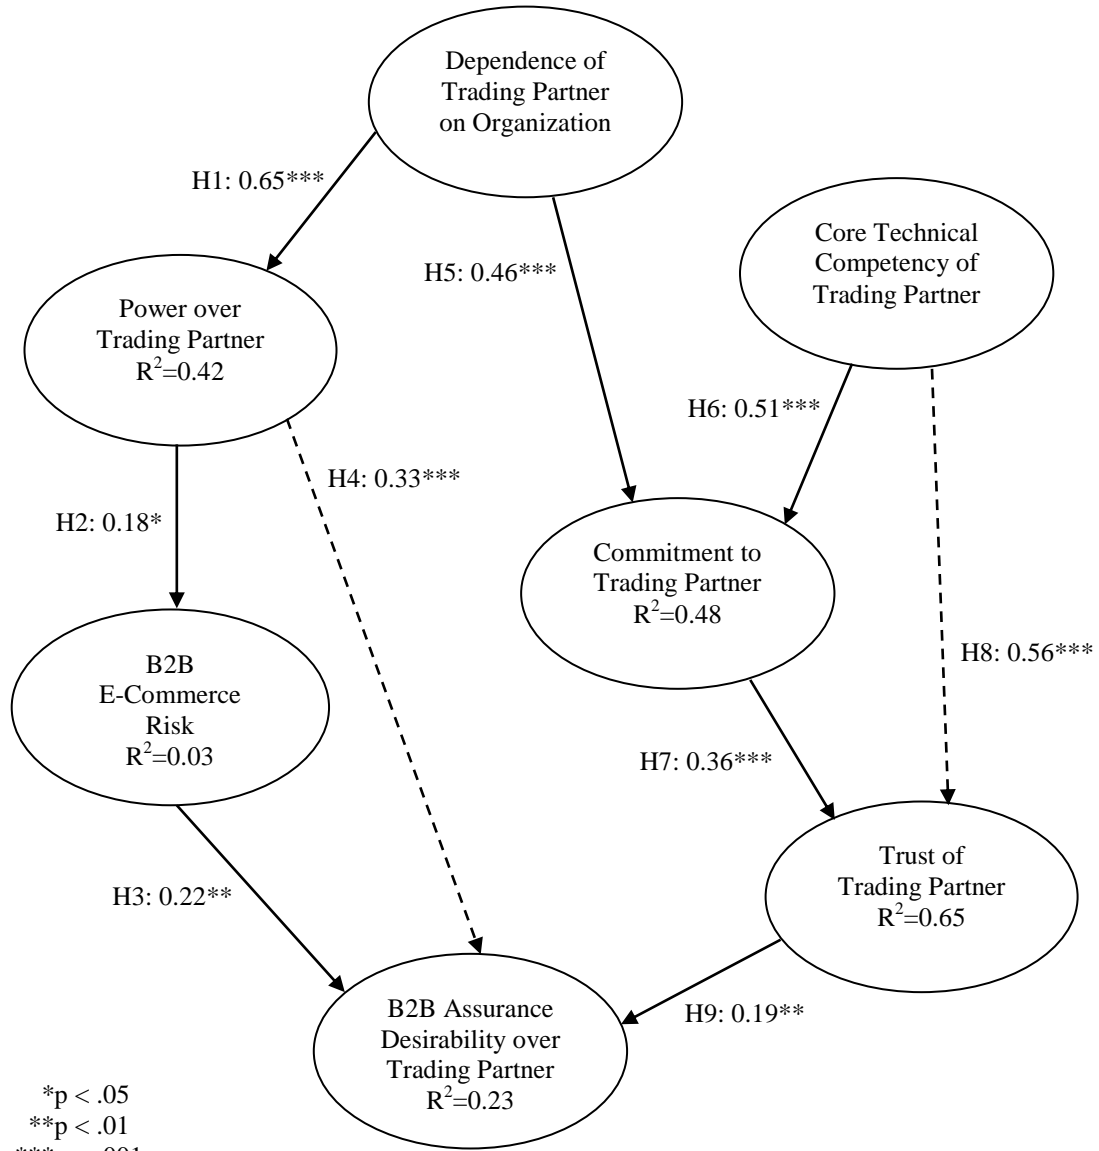 Dependence of
Trading Partner
on Organization
H1: 0.65***
Core Technical
Competency of
Trading Partner
H5: 0.46***
Power over
Trading Partner
R²=0.42
H6: 0.51***
H4: 0.33***
H2: 0.18*
Commitment to
Trading Partner
R²=0.48
H8: 0.56***
B2B
E-Commerce
Risk
R²=0.03
H7: 0.36***
Trust of
Trading Partner
R²=0.65
H3: 0.22**
B2B Assurance
Desirability over
Trading Partner
R²=0.23
H9: 0.19**
*p < .05
**p < .01